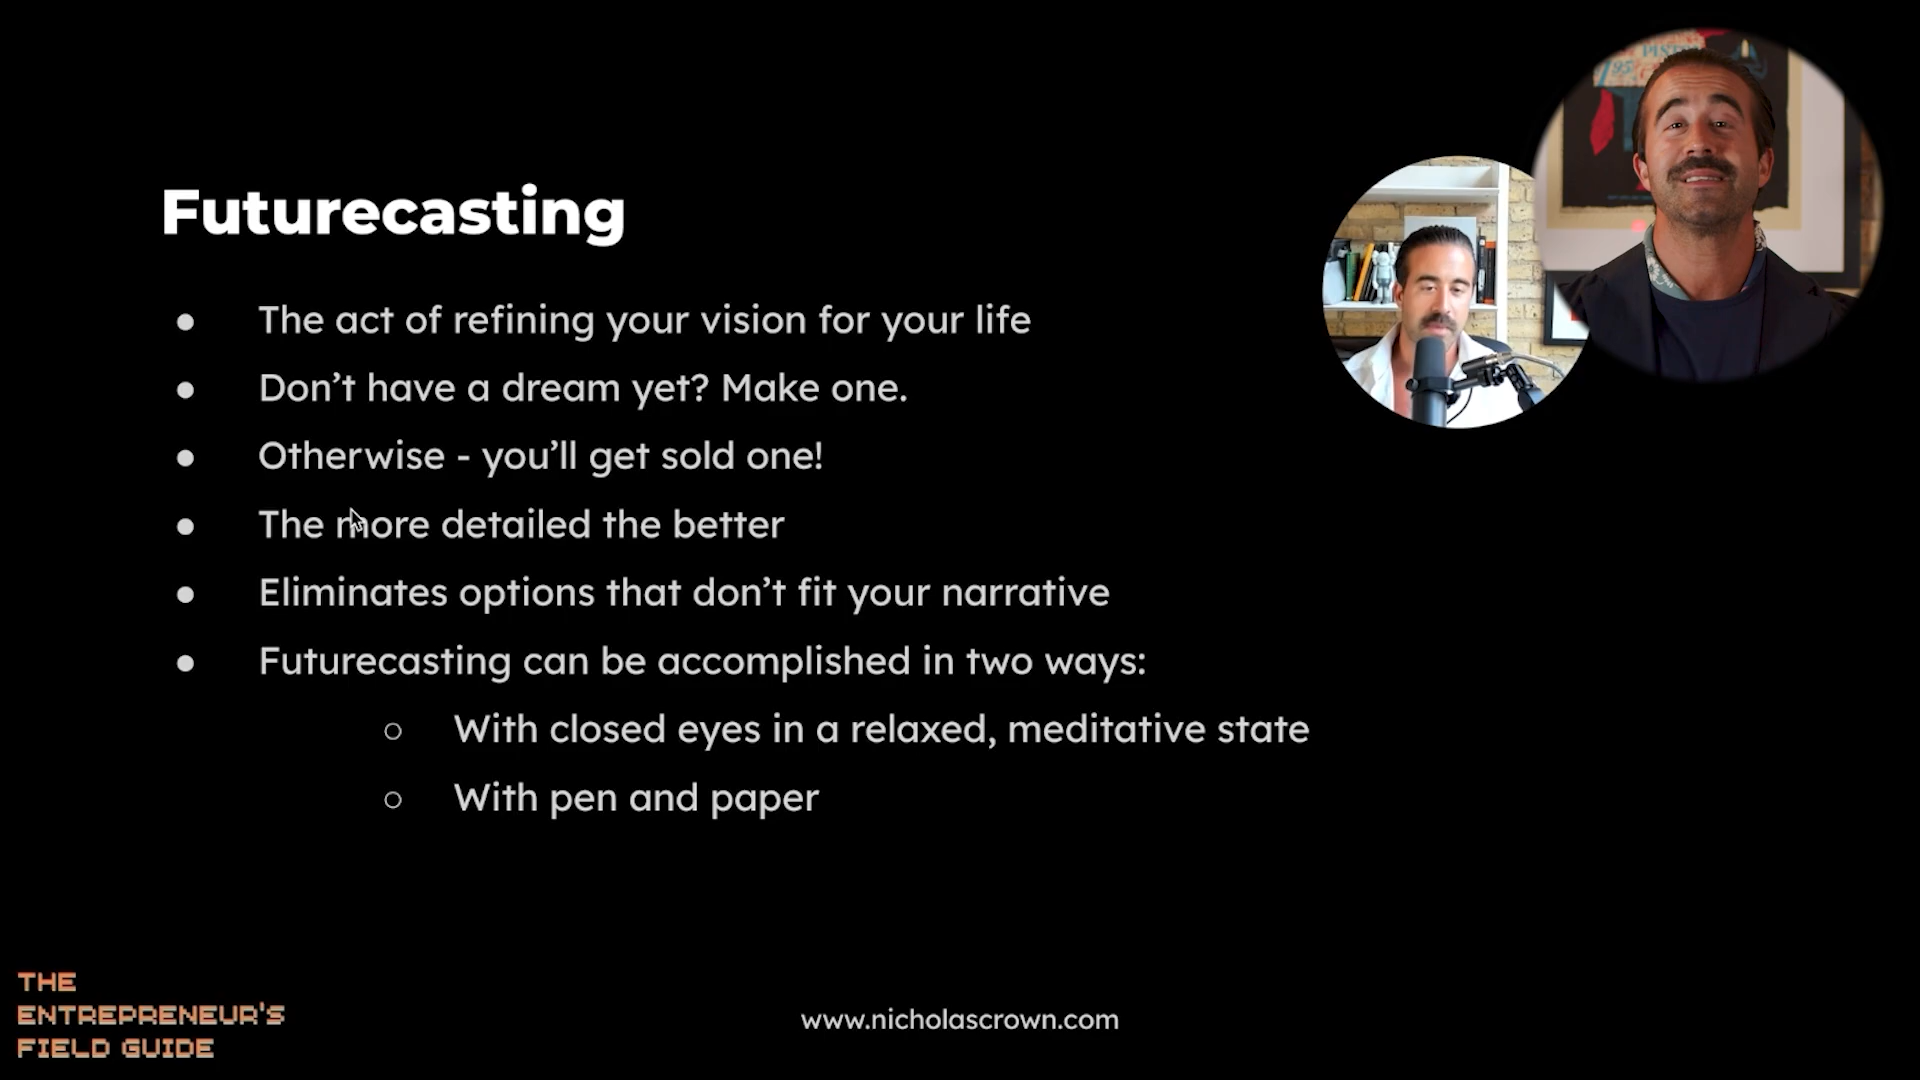 Futurecasting
● The act of refining your vision for your life
● Don’t have a dream yet? Make one.
● Otherwise - you’ll get sold one!
● The more detailed the better
● Eliminates options that don’t fit your narrative
● Futurecasting can be accomplished in two ways:
○ With closed eyes in a relaxed, meditative state
○ With pen and paper
THE
ENTREPRENEUR'S
FIELD GUIDE
www.nicholascrown.com